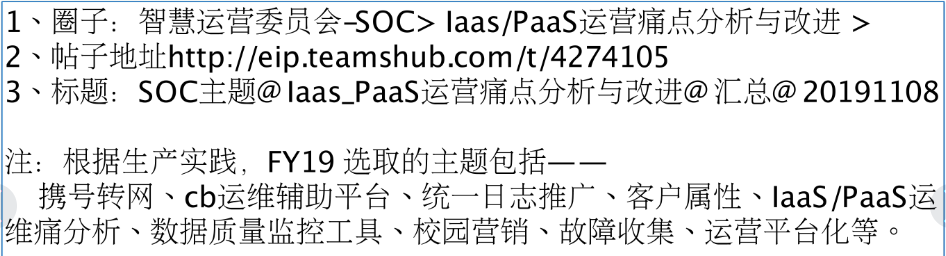 1、圈子：智慧运营委员会–SOC> Iaas/PaaS运营痛点分析与改进 >
2、帖子地址http://eip.teamshub.com/t/4274105
3、标题：SOC主题@Iaas_PaaS运营痛点分析与改进@汇总@20191108
注：根据生产实践，FY19 选取的主题包括——
携号转网、cb运维辅助平台、统一日志推广、客户属性、IaaS/PaaS运
维痛分析、数据质量监控工具、校园营销、故障收集、运营平台化等。